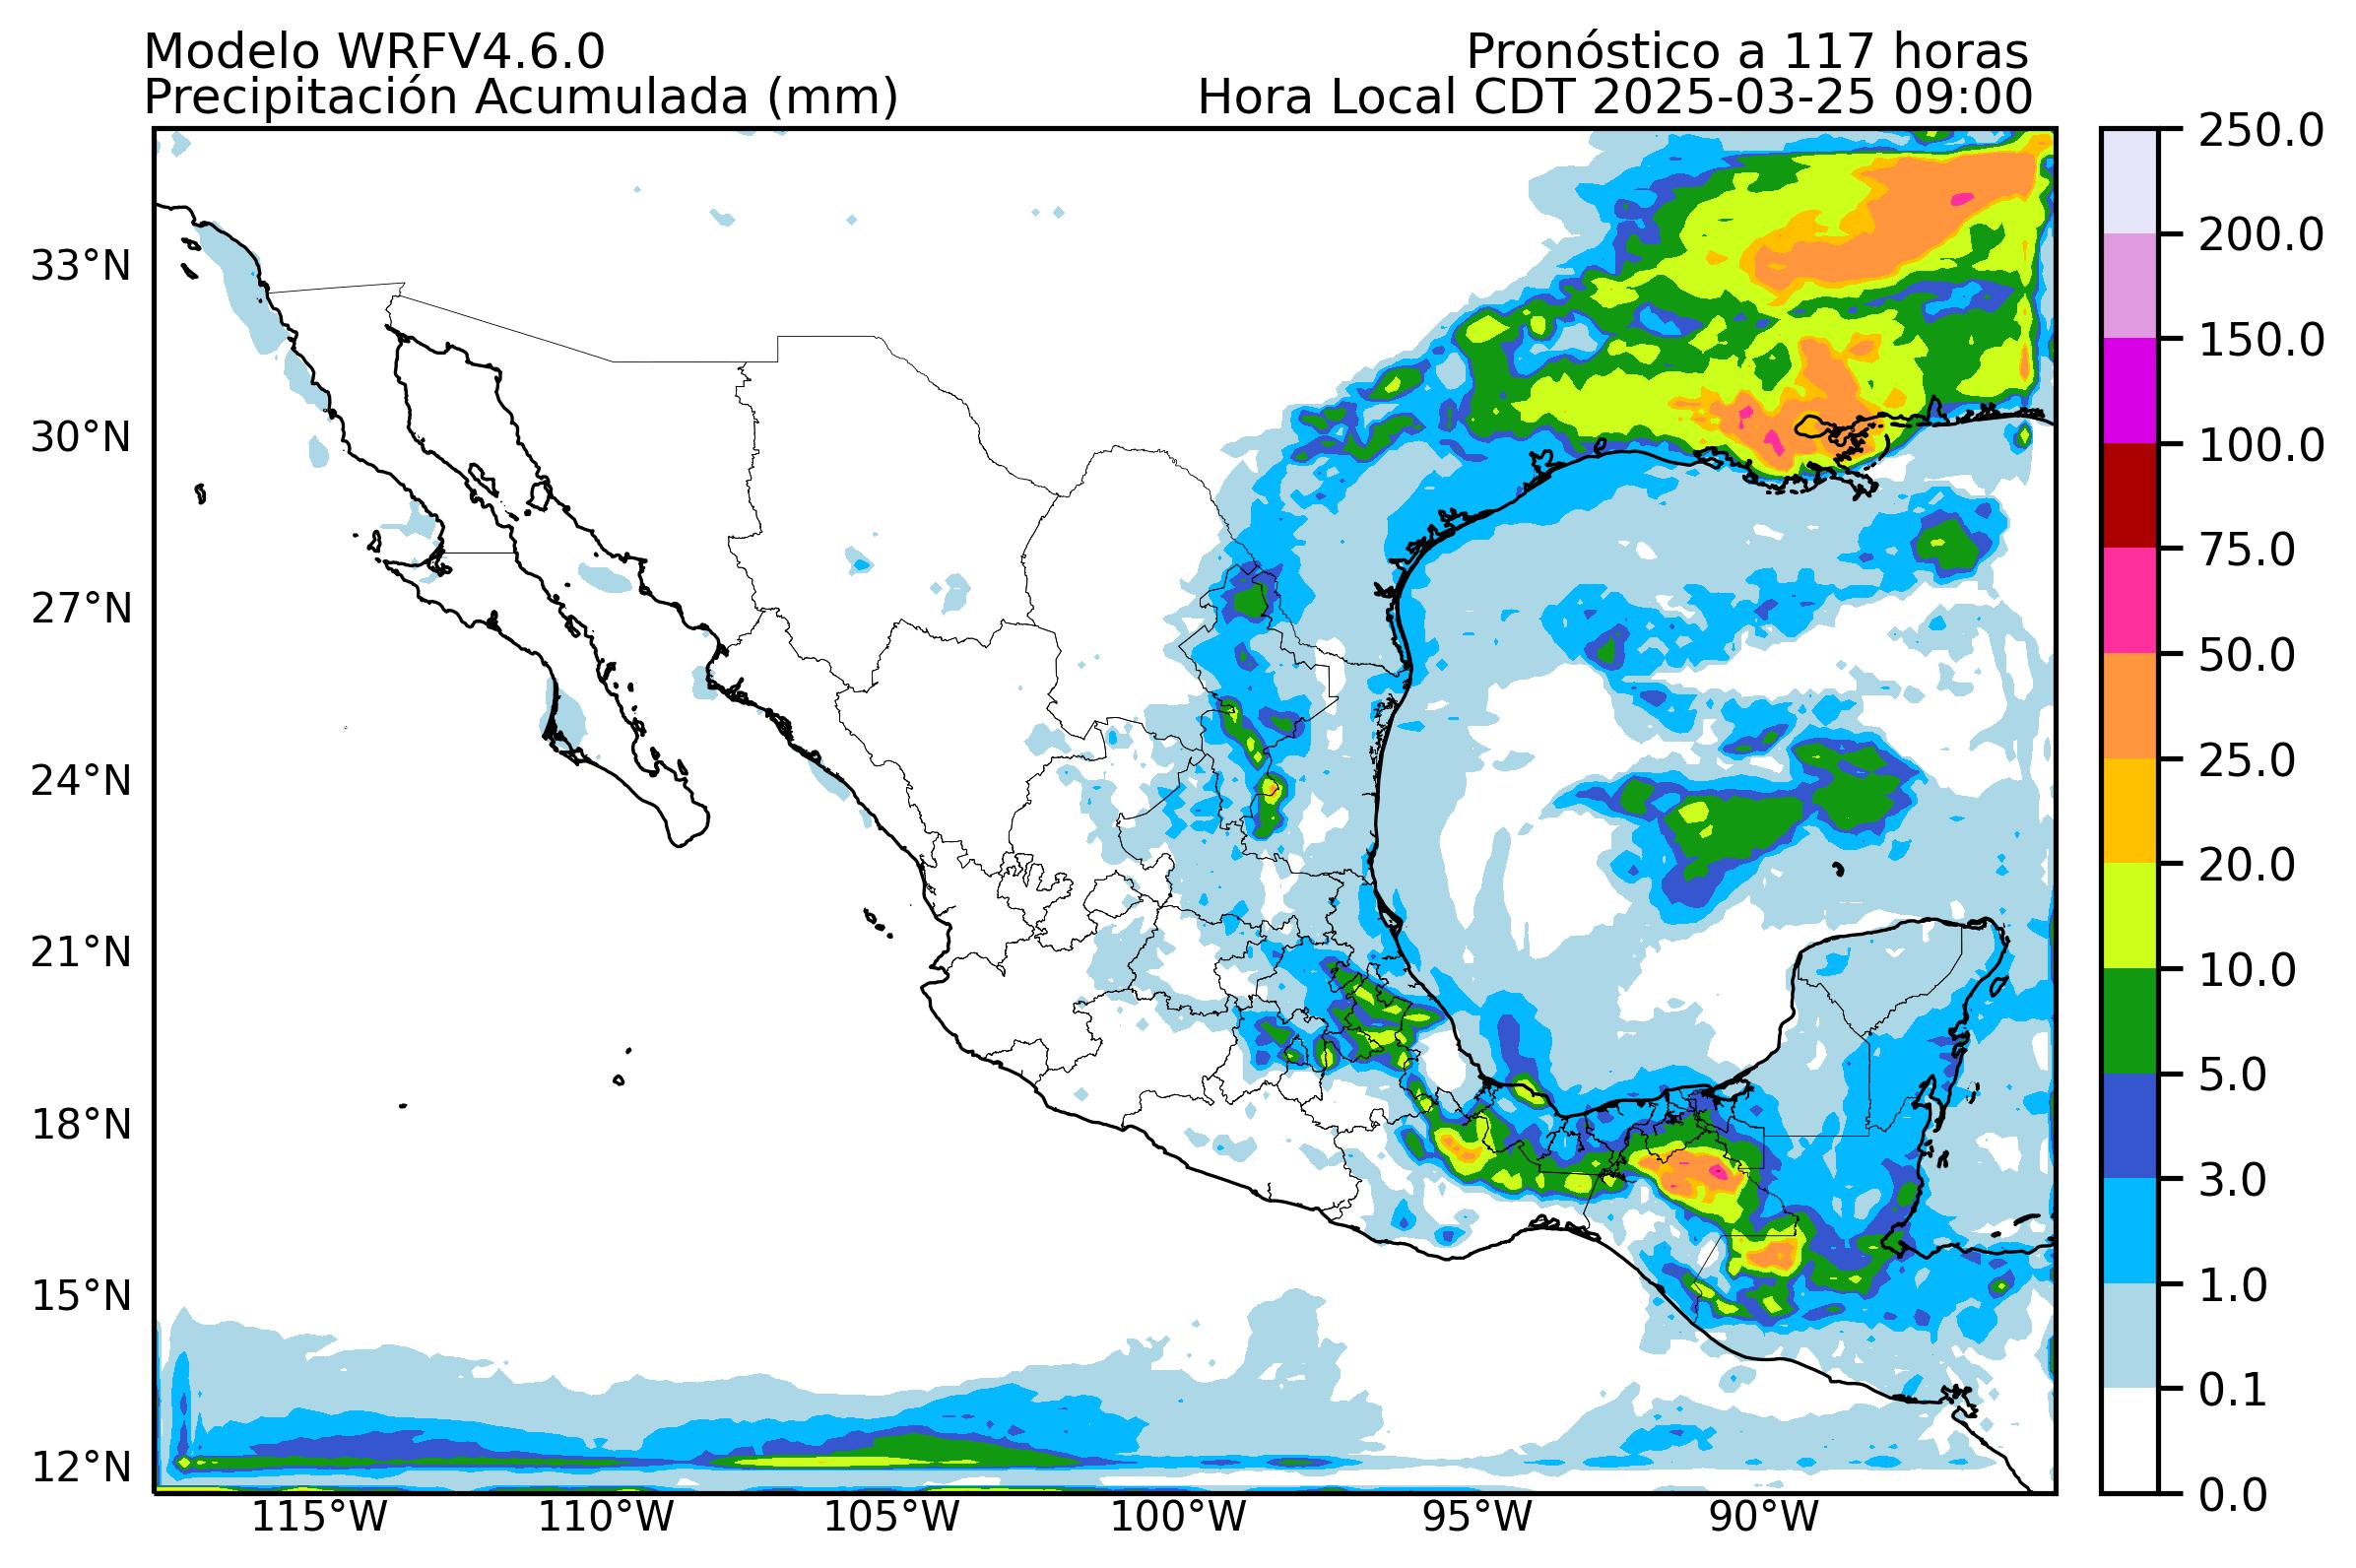 Modelo WRFV4.6.0
Pronóstico a 117 horas
Precipitación Acumulada (mm)
Hora Local CDT 2025-03-25 09:00
250.0
200.0
150.0
100.0
75.0
50.0
25.0
20.0
10.0
5.0
3.0
1.0
0.1
0.0
33°N
30°N
27°N
24°N
21°N
18°N
15°N
12°N
115°W
110°W
105°W
100°W
95°W
90°W